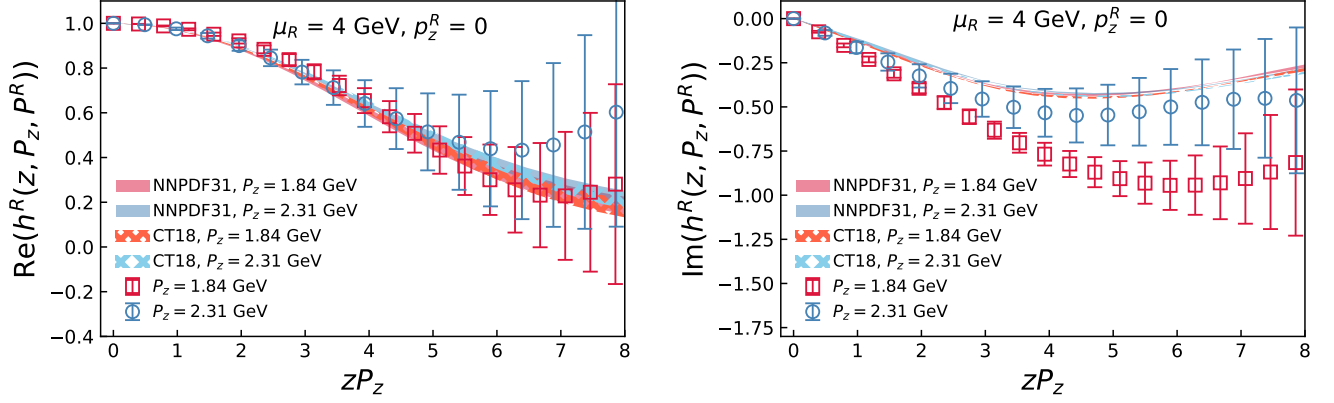 μ_R = 4 GeV, p_z^R = 0
Re(h^R(z, P_z, P^R))
1.0
0.8
0.6
0.4
0.2
0.0
−0.2
−0.4
NNPDF31, P_z = 1.84 GeV
NNPDF31, P_z = 2.31 GeV
CT18, P_z = 1.84 GeV
CT18, P_z = 2.31 GeV
P_z = 1.84 GeV
P_z = 2.31 GeV
0 1 2 3 4 5 6 7 8
zP_z
μ_R = 4 GeV, p_z^R = 0
Im(h^R(z, P_z, P^R))
0.00
−0.25
−0.50
−0.75
−1.00
−1.25
−1.50
−1.75
NNPDF31, P_z = 1.84 GeV
NNPDF31, P_z = 2.31 GeV
CT18, P_z = 1.84 GeV
CT18, P_z = 2.31 GeV
P_z = 1.84 GeV
P_z = 2.31 GeV
0 1 2 3 4 5 6 7 8
zP_z